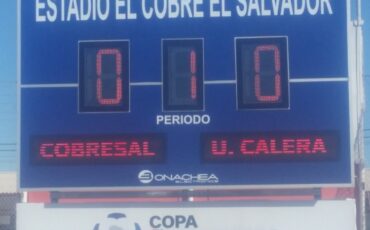 ESTADIO EL COBRE EL SALVADOR
0 1 0
PERIODO
COBRESAL U. CALERA
ONACHEA
COPA